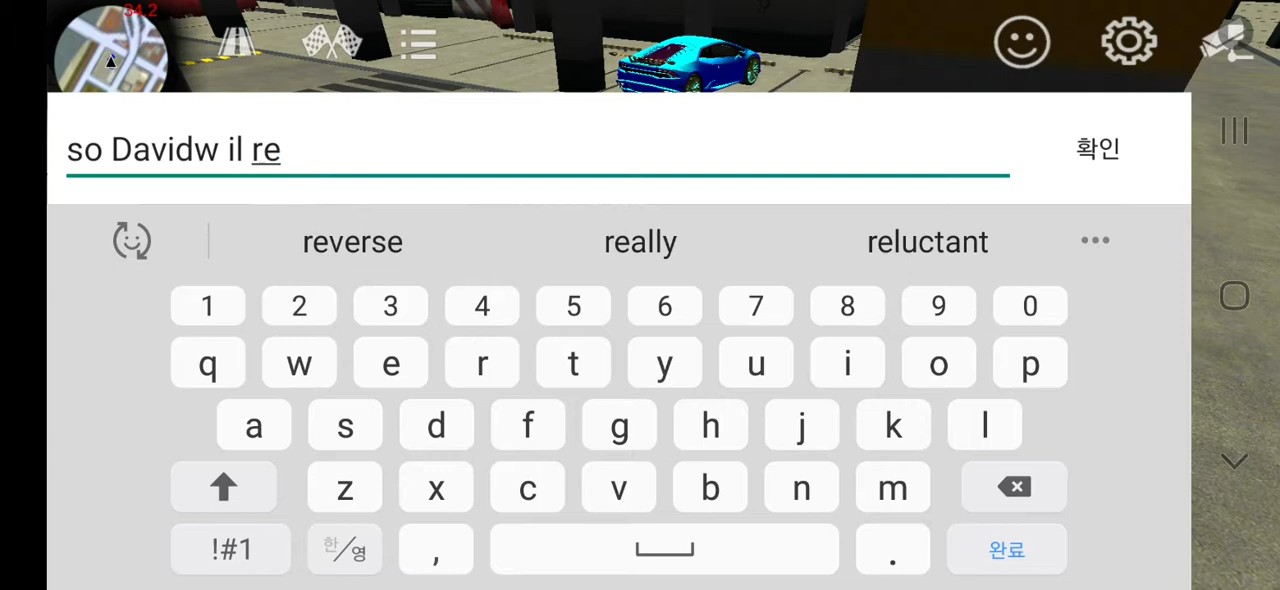 34.2
so Davidw il re
확인
reverse
really
reluctant
1 2 3 4 5 6 7 8 9 0
q w e r t y u i o p
a s d f g h j k l
z x c v b n m
!#1 한/영 , . 완료